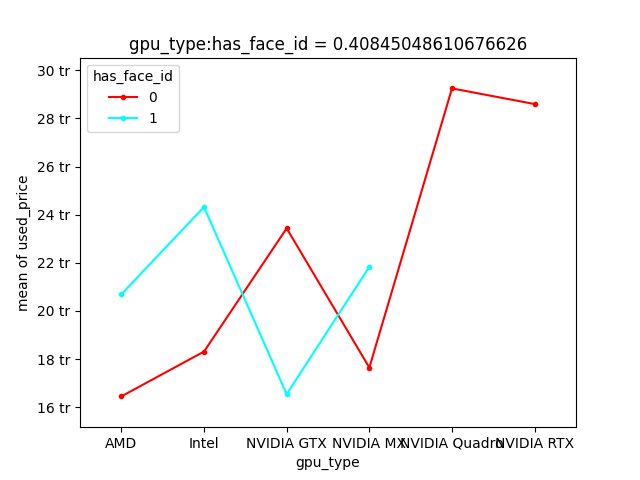 gpu_type:has_face_id = 0.40845048610676626
has_face_id
0
1
mean of used_price
30 tr
28 tr
26 tr
24 tr
22 tr
20 tr
18 tr
16 tr
AMD Intel NVIDIA GTX NVIDIA MX NVIDIA Quadro NVIDIA RTX
gpu_type